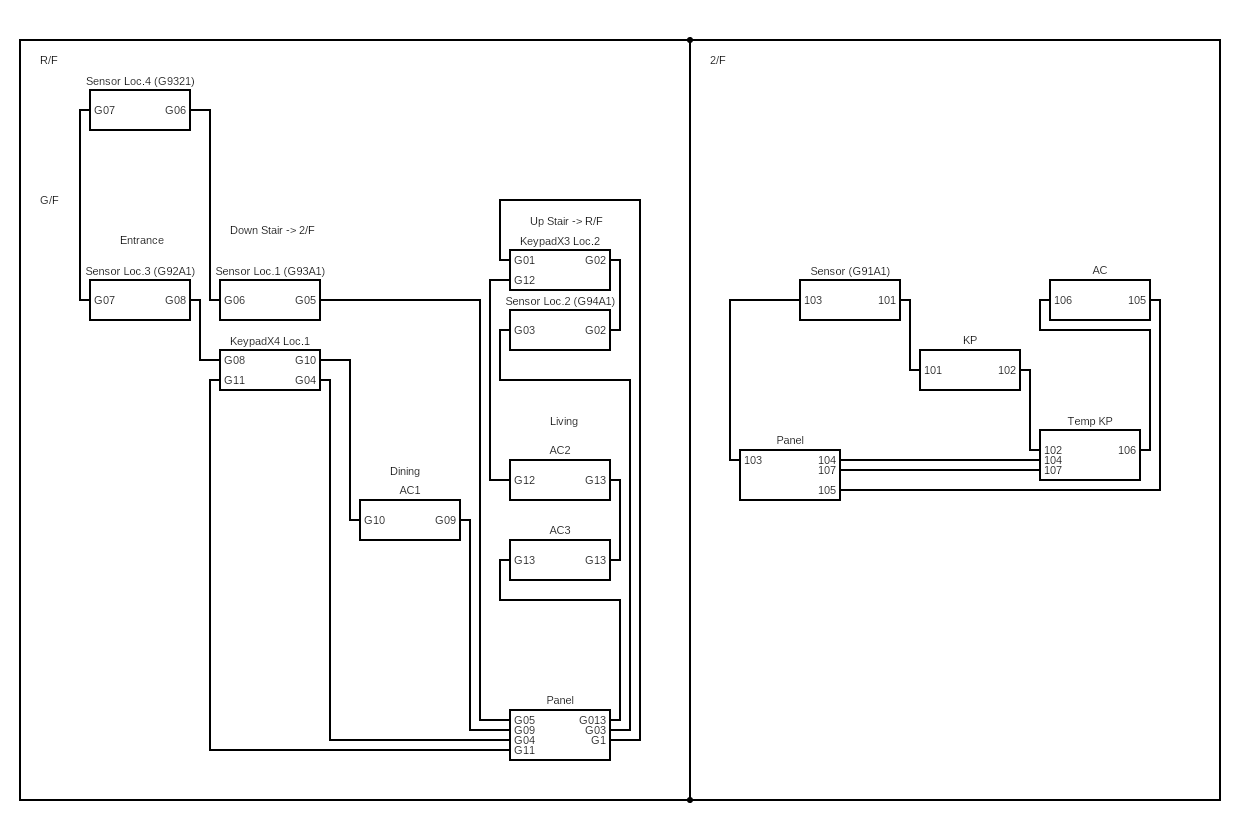 R/F
Sensor Loc.4 (G9321)
G07 G06
G/F
Entrance
Down Stair -> 2/F
Sensor Loc.3 (G92A1)
G07 G08
Sensor Loc.1 (G93A1)
G06 G05
KeypadX4 Loc.1
G08 G10
G11 G04
Dining
AC1
G10 G09
Up Stair -> R/F
KeypadX3 Loc.2
G01 G02
G12
Sensor Loc.2 (G94A1)
G03 G02
Living
AC2
G12 G13
AC3
G13 G13
Panel
G05 G013
G09 G03
G04 G1
G11
2/F
Sensor (G91A1)
103 101
AC
106 105
KP
101 102
Temp KP
102 106
104
107
Panel
103 104
107
105